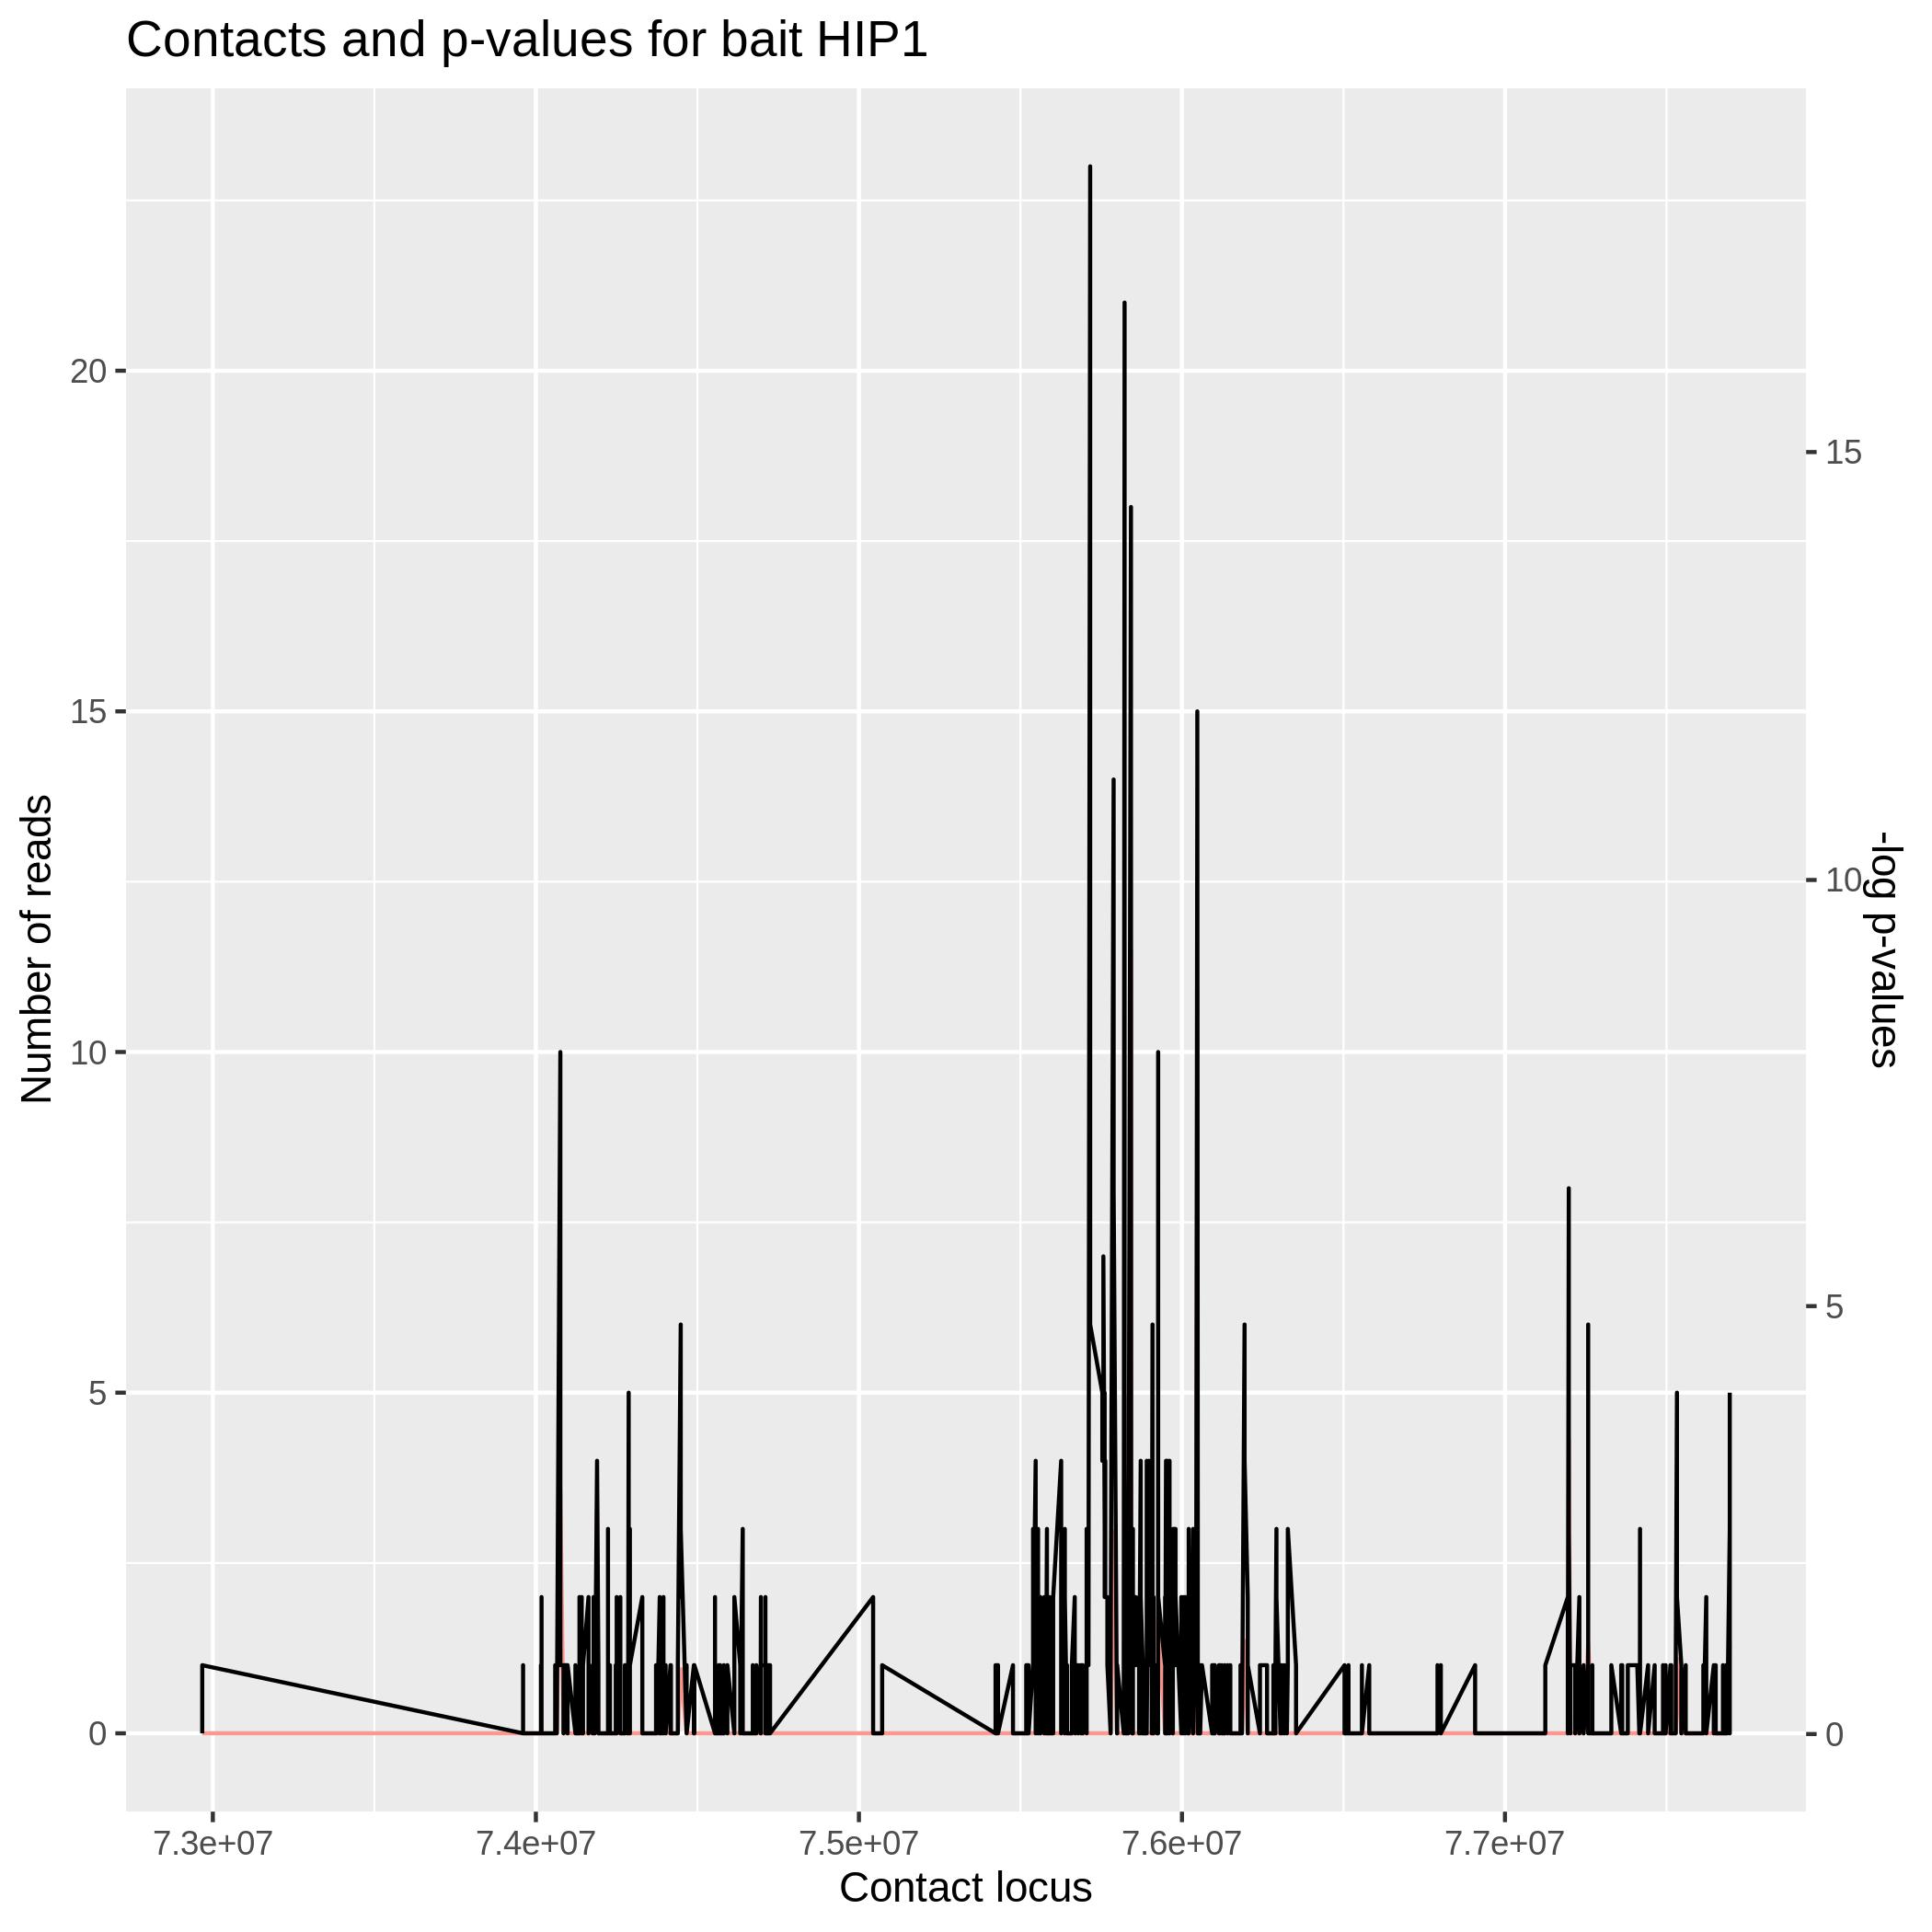 Contacts and p-values for bait HIP1
Number of reads
20
15
10
5
0
15
10
5
0
-log p-values
7.3e+07 7.4e+07 7.5e+07 7.6e+07 7.7e+07
Contact locus